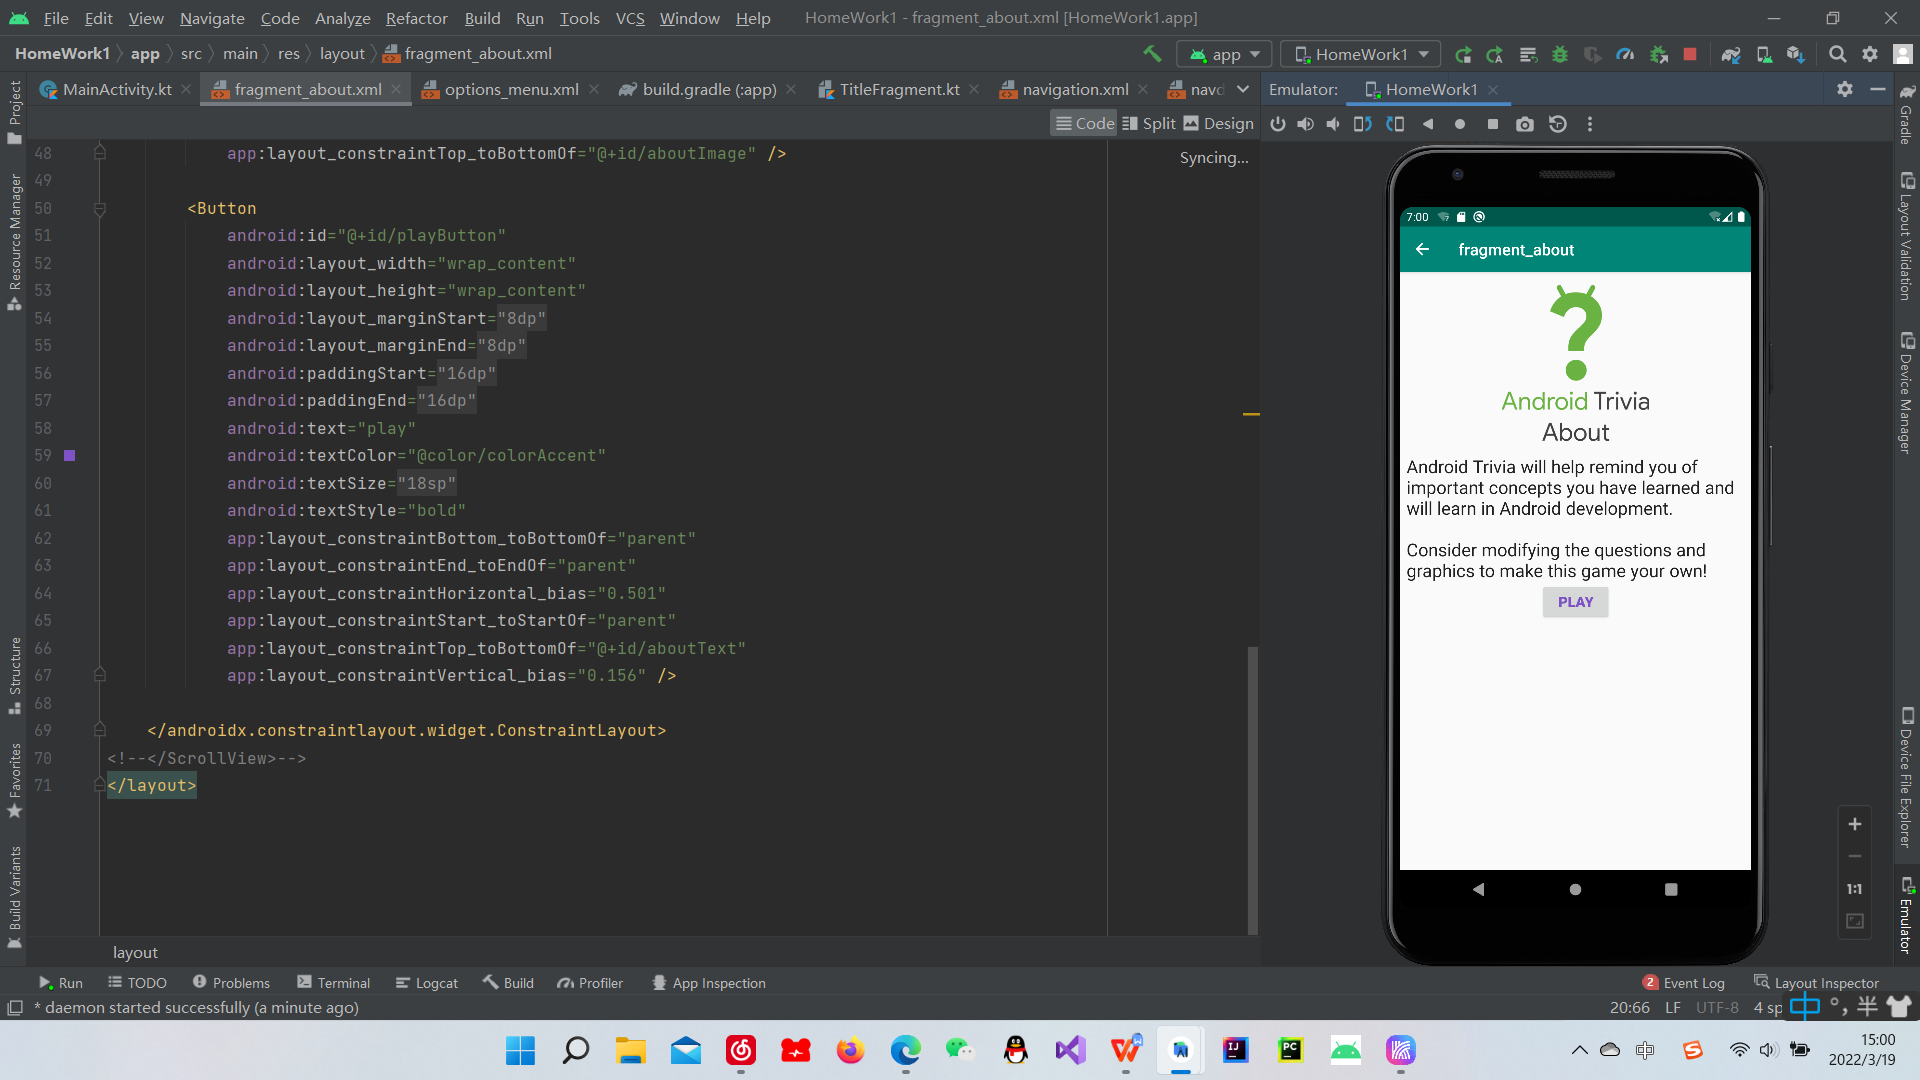 File Edit View Navigate Code Analyze Refactor Build Run Tools VCS Window Help HomeWork1 - fragment_about.xml [HomeWork1.app]
HomeWork1 app src main res layout fragment_about.xml
app HomeWork1
MainActivity.kt fragment_about.xml options_menu.xml build.gradle (:app) TitleFragment.kt navigation.xml navd
Emulator: HomeWork1
Code Split Design
Syncing...
48 app:layout_constraintTop_toBottomOf="@+id/aboutImage" />
49
50 <Button
51 android:id="@+id/playButton"
52 android:layout_width="wrap_content"
53 android:layout_height="wrap_content"
54 android:layout_marginStart="8dp"
55 android:layout_marginEnd="8dp"
56 android:paddingStart="16dp"
57 android:paddingEnd="16dp"
58 android:text="play"
59 android:textColor="@color/colorAccent"
60 android:textSize="18sp"
61 android:textStyle="bold"
62 app:layout_constraintBottom_toBottomOf="parent"
63 app:layout_constraintEnd_toEndOf="parent"
64 app:layout_constraintHorizontal_bias="0.501"
65 app:layout_constraintStart_toStartOf="parent"
66 app:layout_constraintTop_toBottomOf="@+id/aboutText"
67 app:layout_constraintVertical_bias="0.156" />
68
69 </androidx.constraintlayout.widget.ConstraintLayout>
70 <!--</ScrollView>-->
71 </layout>
layout
Project
Resource Manager
Structure
Favorites
Build Variants
7:00
fragment_about
Android Trivia
About
Android Trivia will help remind you of
important concepts you have learned and
will learn in Android development.
Consider modifying the questions and
graphics to make this game your own!
PLAY
1:1
Gradle
Layout Validation
Device Manager
Device File Explorer
Emulator
Run TODO Problems Terminal Logcat Build Profiler App Inspection
2 Event Log Layout Inspector
* daemon started successfully (a minute ago)
20:66 LF UTF-8 4 sp 中 °, 半
中
15:00
2022/3/19